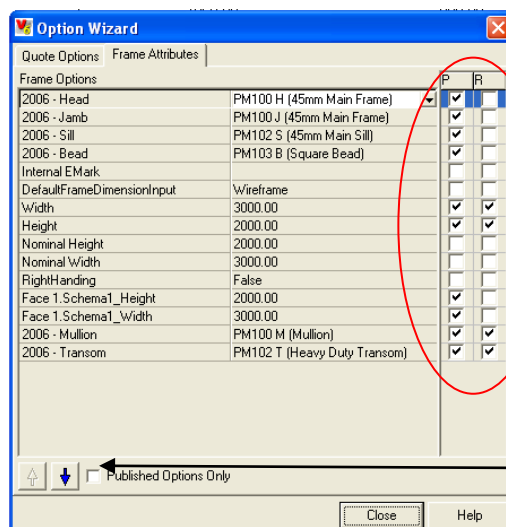 Option Wizard
Quote Options Frame Attributes
Frame Options P R
2006 - Head PM100 H (45mm Main Frame)
2006 - Jamb PM100 J (45mm Main Frame)
2006 - Sill PM102 S (45mm Main Sill)
2006 - Bead PM103 B (Square Bead)
Internal EMark
DefaultFrameDimensionInput Wireframe
Width 3000.00
Height 2000.00
Nominal Height 2000.00
Nominal Width 3000.00
RightHanding False
Face 1.Schema1_Height 2000.00
Face 1.Schema1_Width 3000.00
2006 - Mullion PM100 M (Mullion)
2006 - Transom PM102 T (Heavy Duty Transom)
Published Options Only
Close Help